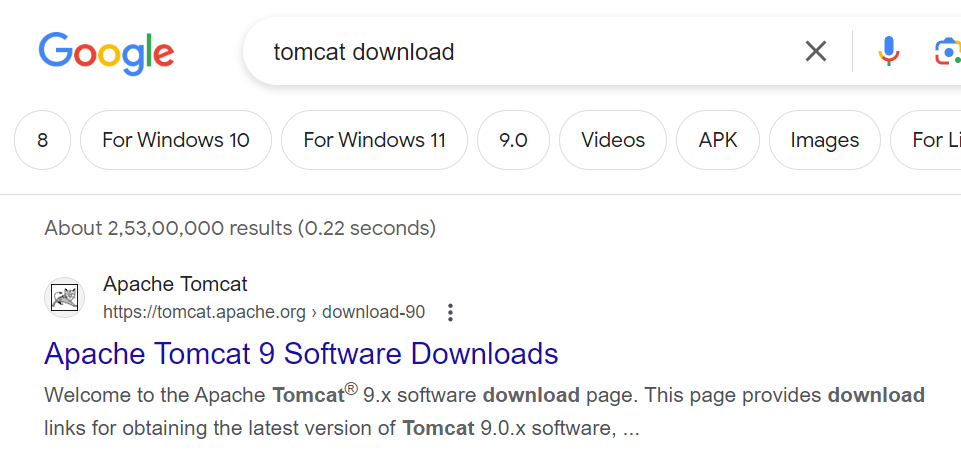 Google
tomcat download
8 For Windows 10 For Windows 11 9.0 Videos APK Images For Li
About 2,53,00,000 results (0.22 seconds)
Apache Tomcat
https://tomcat.apache.org › download-90
Apache Tomcat 9 Software Downloads
Welcome to the Apache Tomcat® 9.x software download page. This page provides download
links for obtaining the latest version of Tomcat 9.0.x software, ...